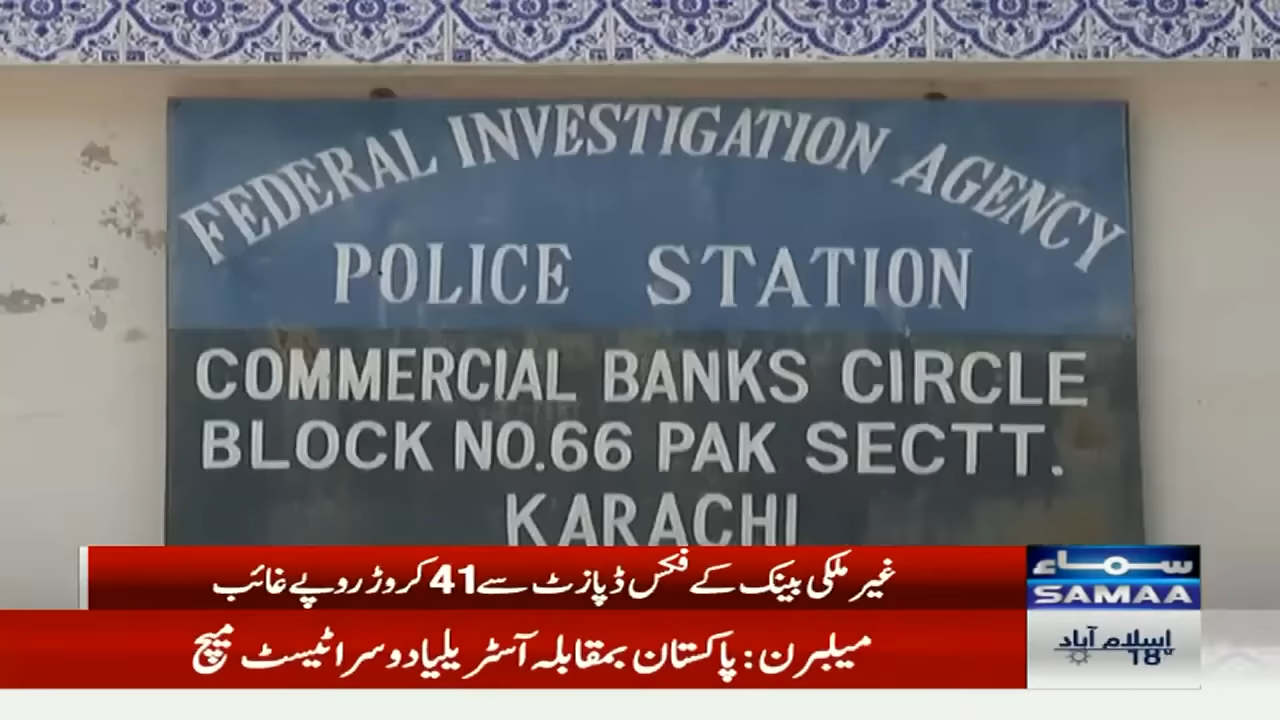 FEDERAL INVESTIGATION AGENCY
POLICE STATION
COMMERCIAL BANKS CIRCLE
BLOCK NO.66 PAK SECTT.
KARACHI
غیر ملکی بینک کے فکس ڈپازٹ سے 41 کروڑ روپے غائب
میلبرن : پاکستان بمقابلہ آسٹریلیا دوسرا ٹیسٹ میچ
سماء
SAMAA
اسلام آباد
18°